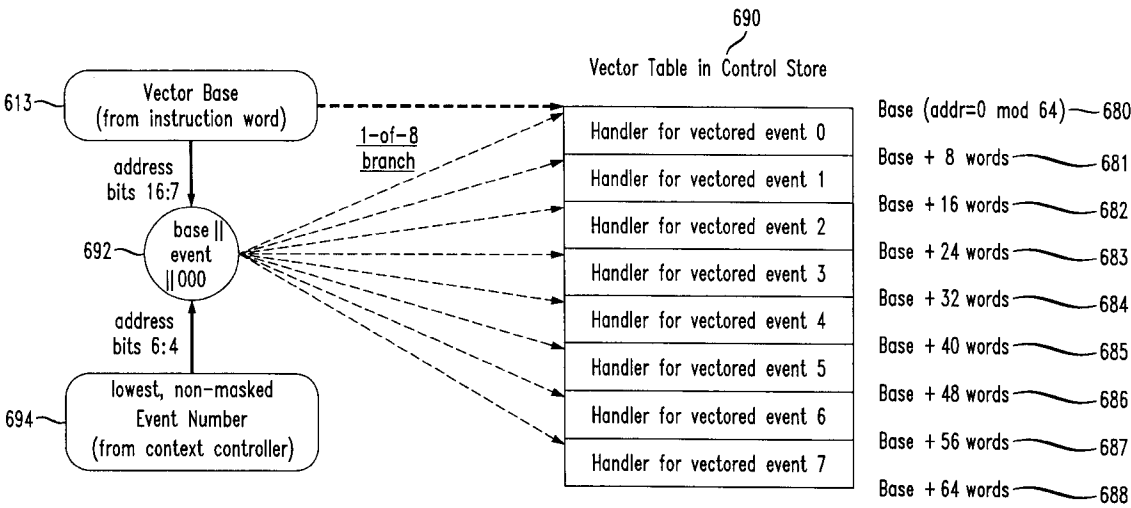 690
Vector Table in Control Store
613
Vector Base
(from instruction word)
1-of-8
branch
address
bits 16:7
692
base ||
event
|| 000
address
bits 6:4
694
lowest, non-masked
Event Number
(from context controller)
Handler for vectored event 0
Handler for vectored event 1
Handler for vectored event 2
Handler for vectored event 3
Handler for vectored event 4
Handler for vectored event 5
Handler for vectored event 6
Handler for vectored event 7
Base (addr=0 mod 64) 680
Base + 8 words 681
Base + 16 words 682
Base + 24 words 683
Base + 32 words 684
Base + 40 words 685
Base + 48 words 686
Base + 56 words 687
Base + 64 words 688